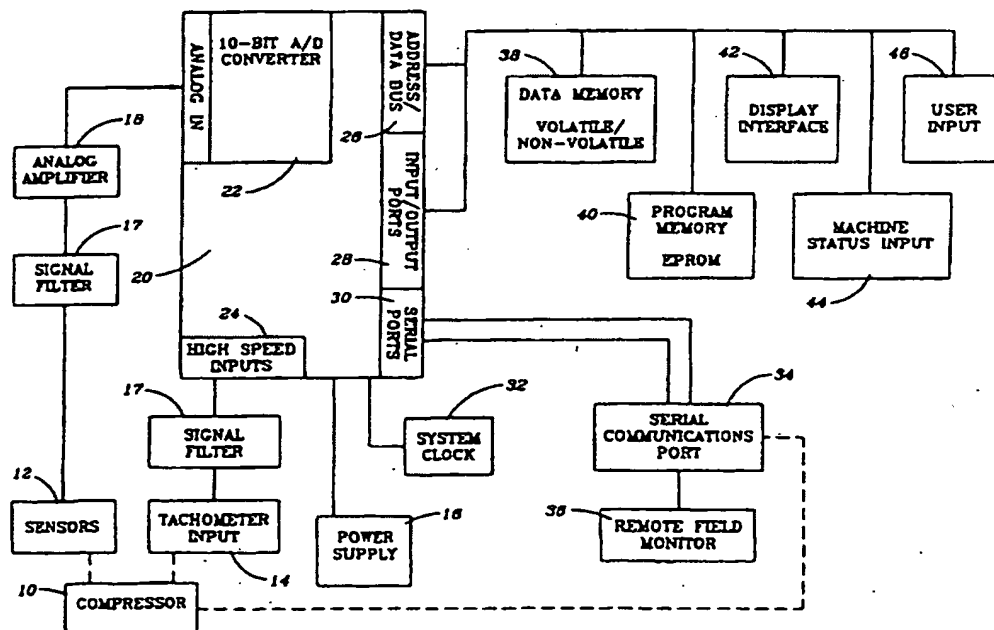 ANALOG IN
10-BIT A/D
CONVERTER
22
20
24
HIGH SPEED
INPUTS
ADDRESS/
DATA BUS
26
INPUT/OUTPUT
PORTS
28
30
SERIAL
PORTS
18
ANALOG
AMPLIFIER
17
SIGNAL
FILTER
12
SENSORS
10
COMPRESSOR
17
SIGNAL
FILTER
TACHOMETER
INPUT
14
POWER
SUPPLY
16
32
SYSTEM
CLOCK
38
DATA MEMORY
VOLATILE/
NON-VOLATILE
42
DISPLAY
INTERFACE
46
USER
INPUT
40
PROGRAM
MEMORY
EPROM
MACHINE
STATUS INPUT
44
34
SERIAL
COMMUNICATIONS
PORT
36
REMOTE FIELD
MONITOR